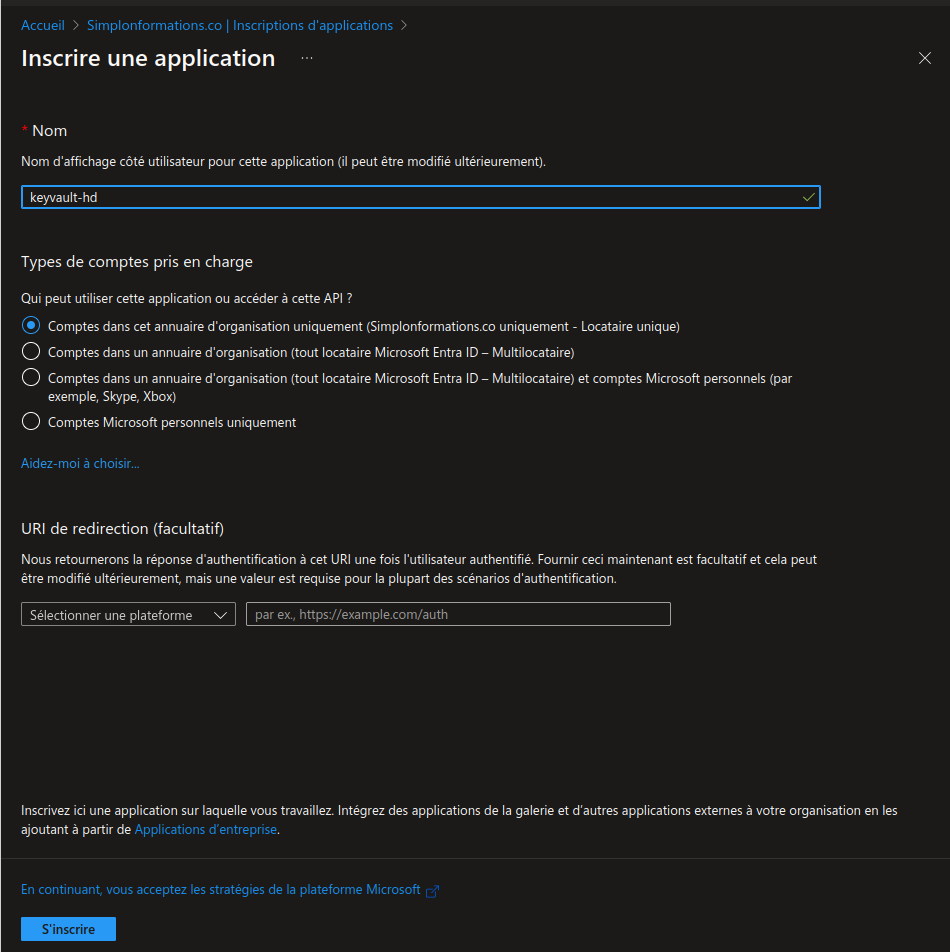 Accueil > Simplonformations.co | Inscriptions d'applications >
Inscrire une application ...
* Nom
Nom d'affichage côté utilisateur pour cette application (il peut être modifié ultérieurement).
keyvault-hd
Types de comptes pris en charge
Qui peut utiliser cette application ou accéder à cette API ?
Comptes dans cet annuaire d'organisation uniquement (Simplonformations.co uniquement - Locataire unique)
Comptes dans un annuaire d'organisation (tout locataire Microsoft Entra ID – Multilocataire)
Comptes dans un annuaire d'organisation (tout locataire Microsoft Entra ID – Multilocataire) et comptes Microsoft personnels (par
exemple, Skype, Xbox)
Comptes Microsoft personnels uniquement
Aidez-moi à choisir...
URI de redirection (facultatif)
Nous retournerons la réponse d'authentification à cet URI une fois l'utilisateur authentifié. Fournir ceci maintenant est facultatif et cela peut
être modifié ultérieurement, mais une valeur est requise pour la plupart des scénarios d'authentification.
Sélectionner une plateforme
par ex., https://example.com/auth
Inscrivez ici une application sur laquelle vous travaillez. Intégrez des applications de la galerie et d'autres applications externes à votre organisation en les
ajoutant à partir de Applications d'entreprise.
En continuant, vous acceptez les stratégies de la plateforme Microsoft
S'inscrire